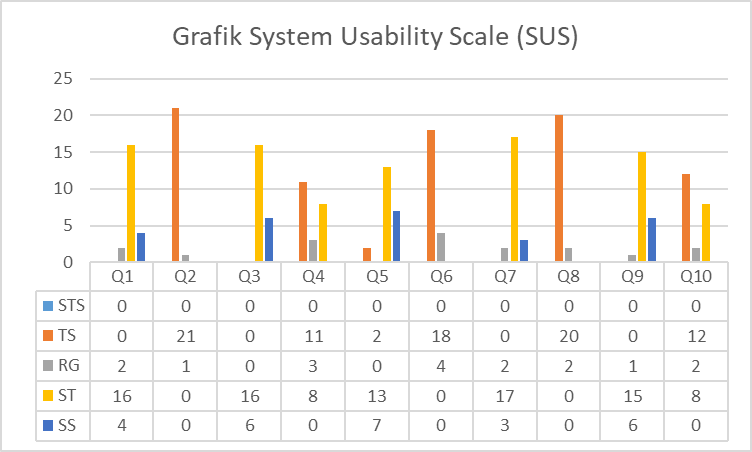 Grafik System Usability Scale (SUS)
25
20
15
10
5
0
Q1 Q2 Q3 Q4 Q5 Q6 Q7 Q8 Q9 Q10
STS 0 0 0 0 0 0 0 0 0 0
TS 0 21 0 11 2 18 0 20 0 12
RG 2 1 0 3 0 4 2 2 1 2
ST 16 0 16 8 13 0 17 0 15 8
SS 4 0 6 0 7 0 3 0 6 0